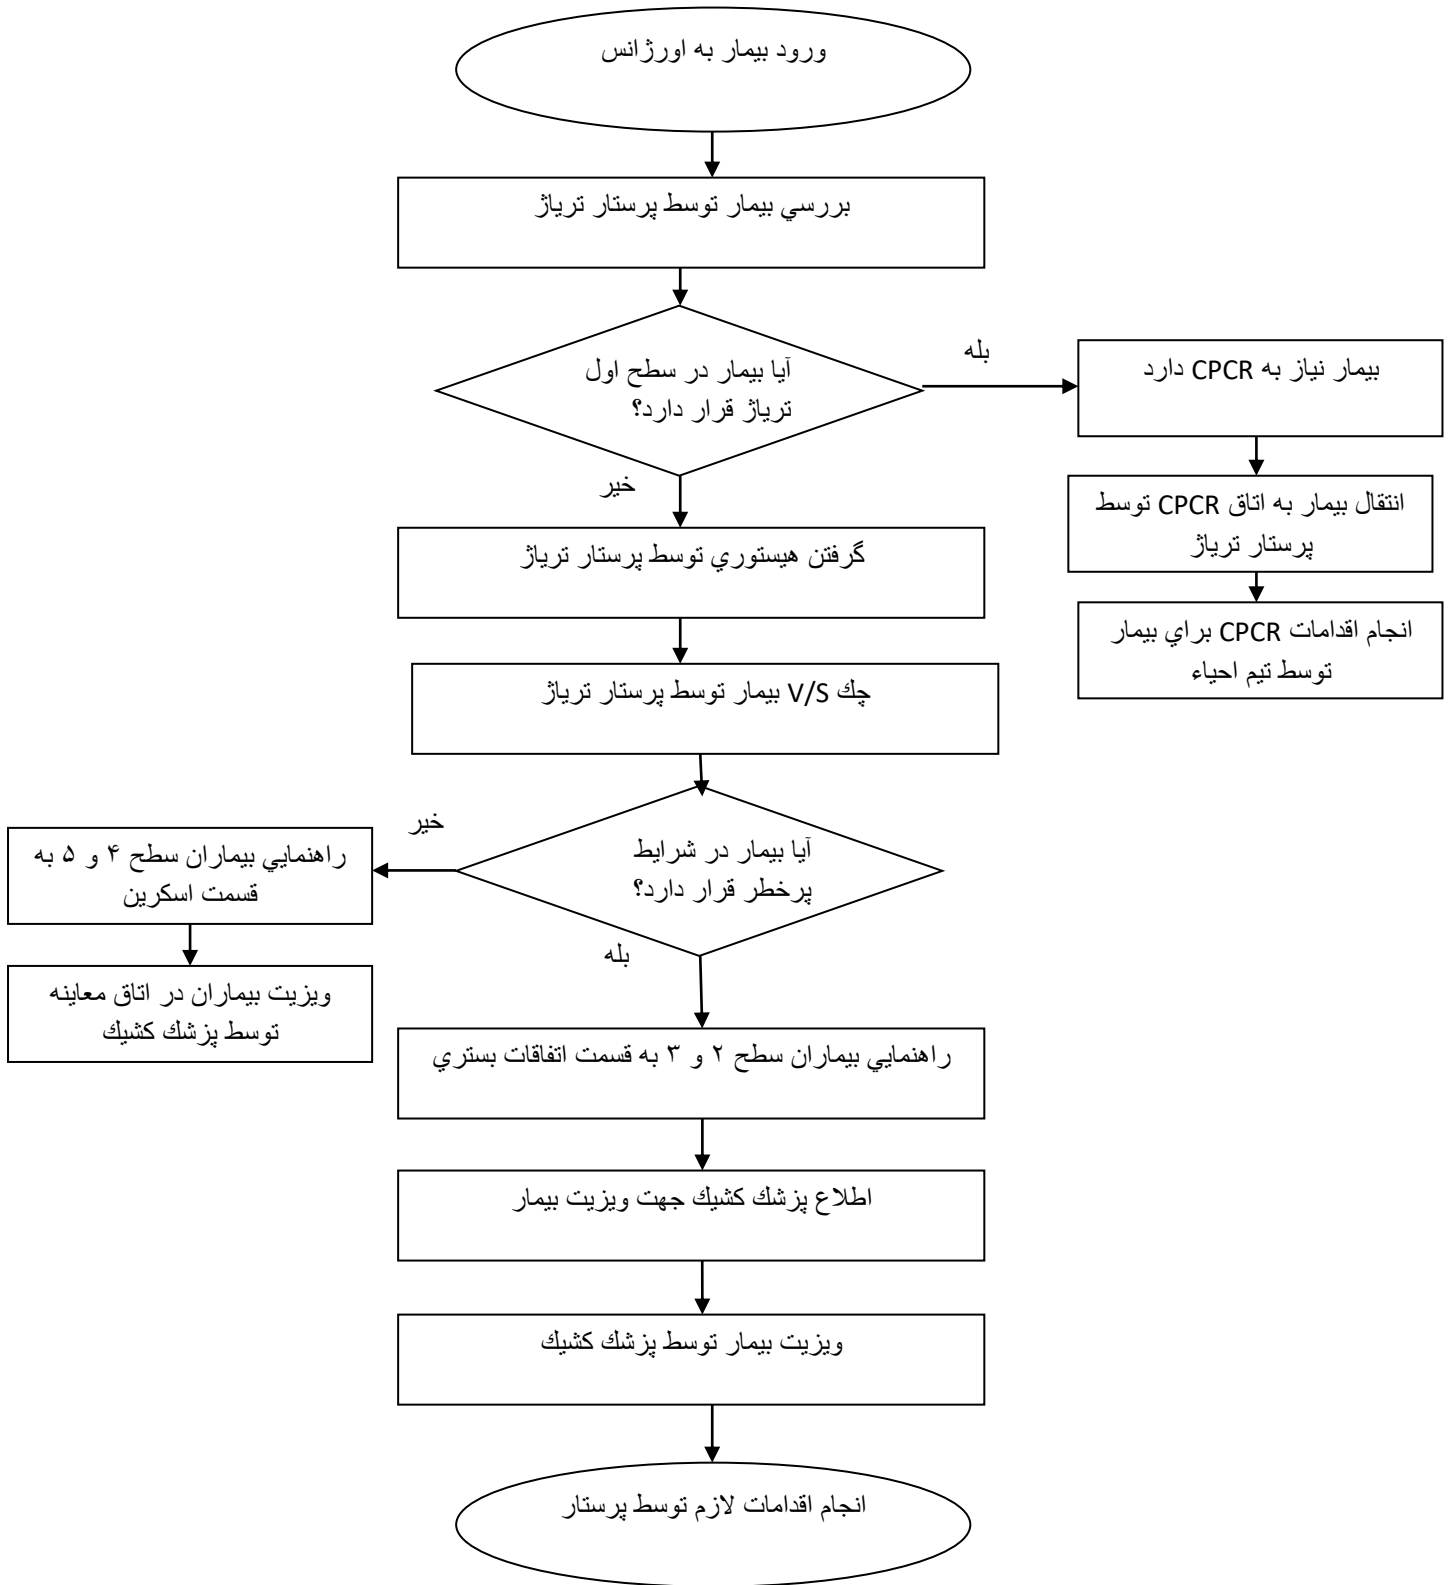 ورود بيمار به اورژانس
بررسي بيمار توسط پرستار ترياژ
آيا بيمار در سطح اول
ترياژ قرار دارد؟
بله
بيمار نياز به CPCR دارد
انتقال بيمار به اتاق CPCR توسط
پرستار ترياژ
انجام اقدامات CPCR براي بيمار
توسط تيم احياء
خير
گرفتن هيستوري توسط پرستار ترياژ
چك V/S بيمار توسط پرستار ترياژ
آيا بيمار در شرايط
پرخطر قرار دارد؟
خير
راهنمايي بيماران سطح ۴ و ۵ به
قسمت اسكرين
ويزيت بيماران در اتاق معاينه
توسط پزشك كشيك
بله
راهنمايي بيماران سطح ۲ و ۳ به قسمت اتفاقات بستري
اطلاع پزشك كشيك جهت ويزيت بيمار
ويزيت بيمار توسط پزشك كشيك
انجام اقدامات لازم توسط پرستار